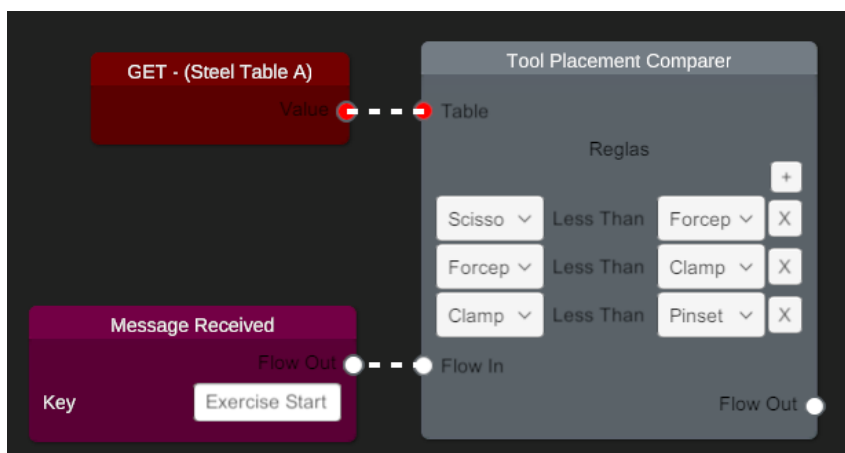 GET - (Steel Table A)
Value
Tool Placement Comparer
Table
Reglas
+
Scisso Less Than Forcep X
Forcep Less Than Clamp X
Clamp Less Than Pinset X
Flow In
Flow Out
Message Received
Flow Out
Key Exercise Start